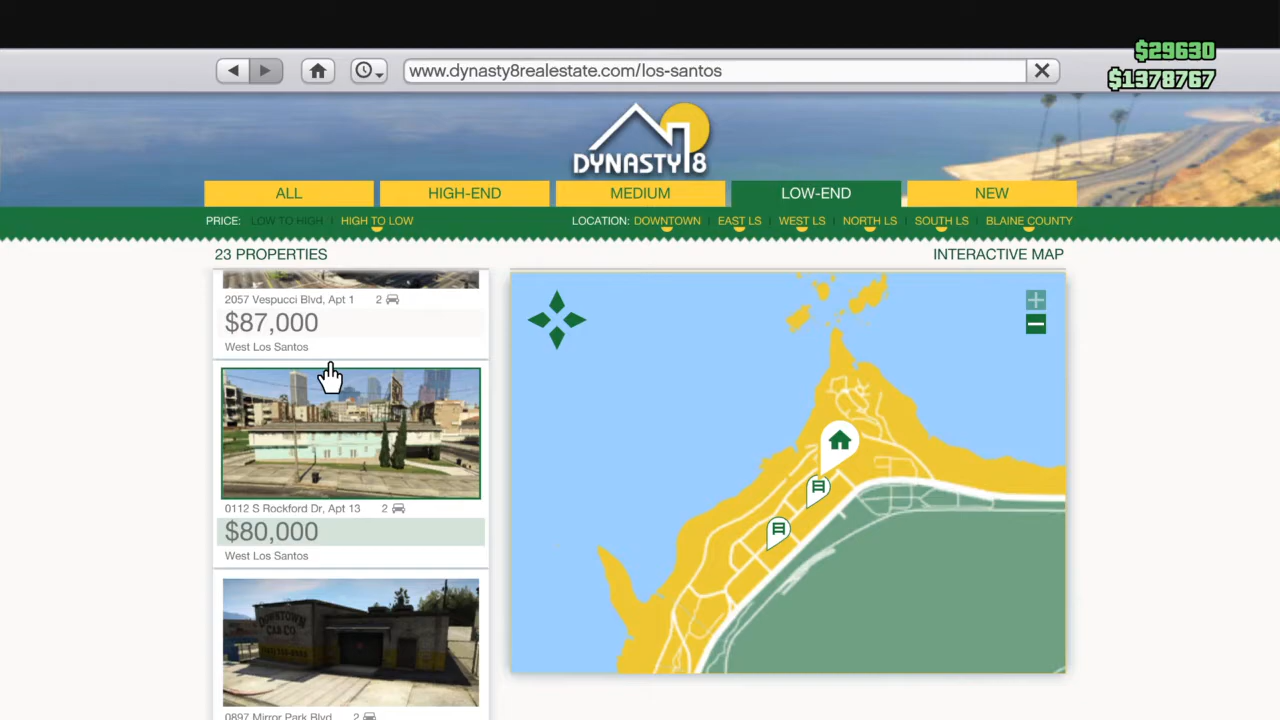 $29630
www.dynasty8realestate.com/los-santos
$1378767
DYNASTY 8
ALL
HIGH-END
MEDIUM
LOW-END
NEW
PRICE: LOW TO HIGH HIGH TO LOW
LOCATION: DOWNTOWN EAST LS WEST LS NORTH LS SOUTH LS BLAINE COUNTY
23 PROPERTIES
INTERACTIVE MAP
2057 Vespucci Blvd, Apt 1 2
$87,000
West Los Santos
0112 S Rockford Dr, Apt 13 2
$80,000
West Los Santos
DOWNTOWN
CAB CO.
0897 Mirror Park Blvd 2